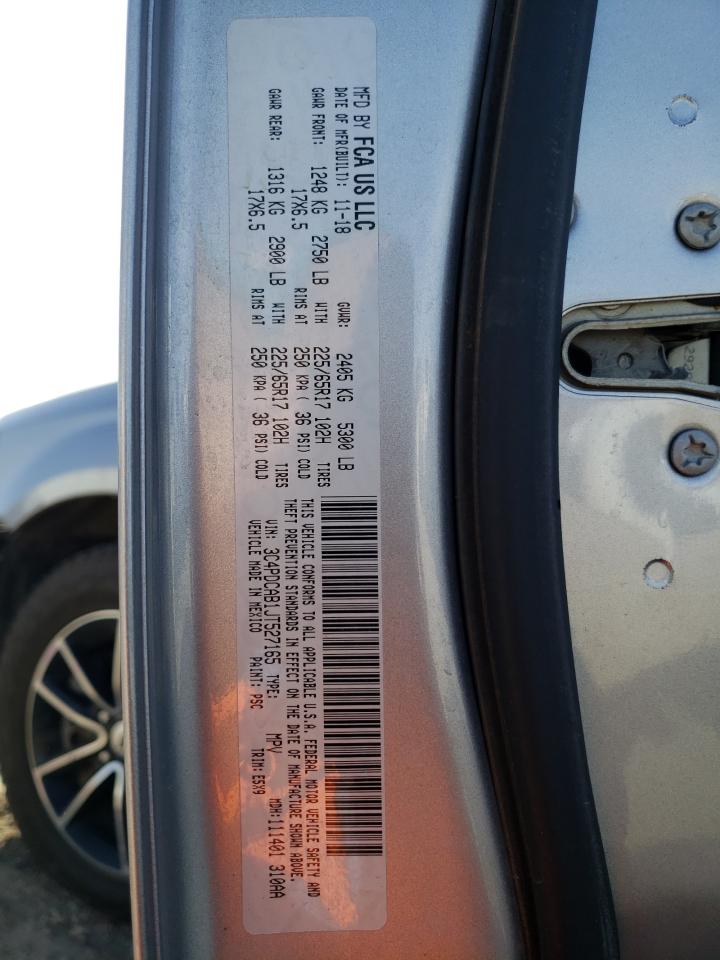 MFD BY FCA US LLC
DATE OF MFR(BUILT): 11-18 GVWR: 2405 KG 5300 LB
GAWR FRONT: 1248 KG 2750 LB WITH 225/65R17 102H TIRES
17X6.5 RIMS AT 250 KPA ( 36 PSI) COLD
GAWR REAR: 1316 KG 2900 LB WITH 225/65R17 102H TIRES
17X6.5 RIMS AT 250 KPA ( 36 PSI) COLD
THIS VEHICLE CONFORMS TO ALL APPLICABLE U.S.A. FEDERAL MOTOR VEHICLE SAFETY AND
THEFT PREVENTION STANDARDS IN EFFECT ON THE DATE OF MANUFACTURE SHOWN ABOVE.
VIN: 3C4PDCAB1JT527165 TYPE: MPV MDH:111401 310AA
VEHICLE MADE IN MEXICO PAINT: PSC TRIM: E5X9